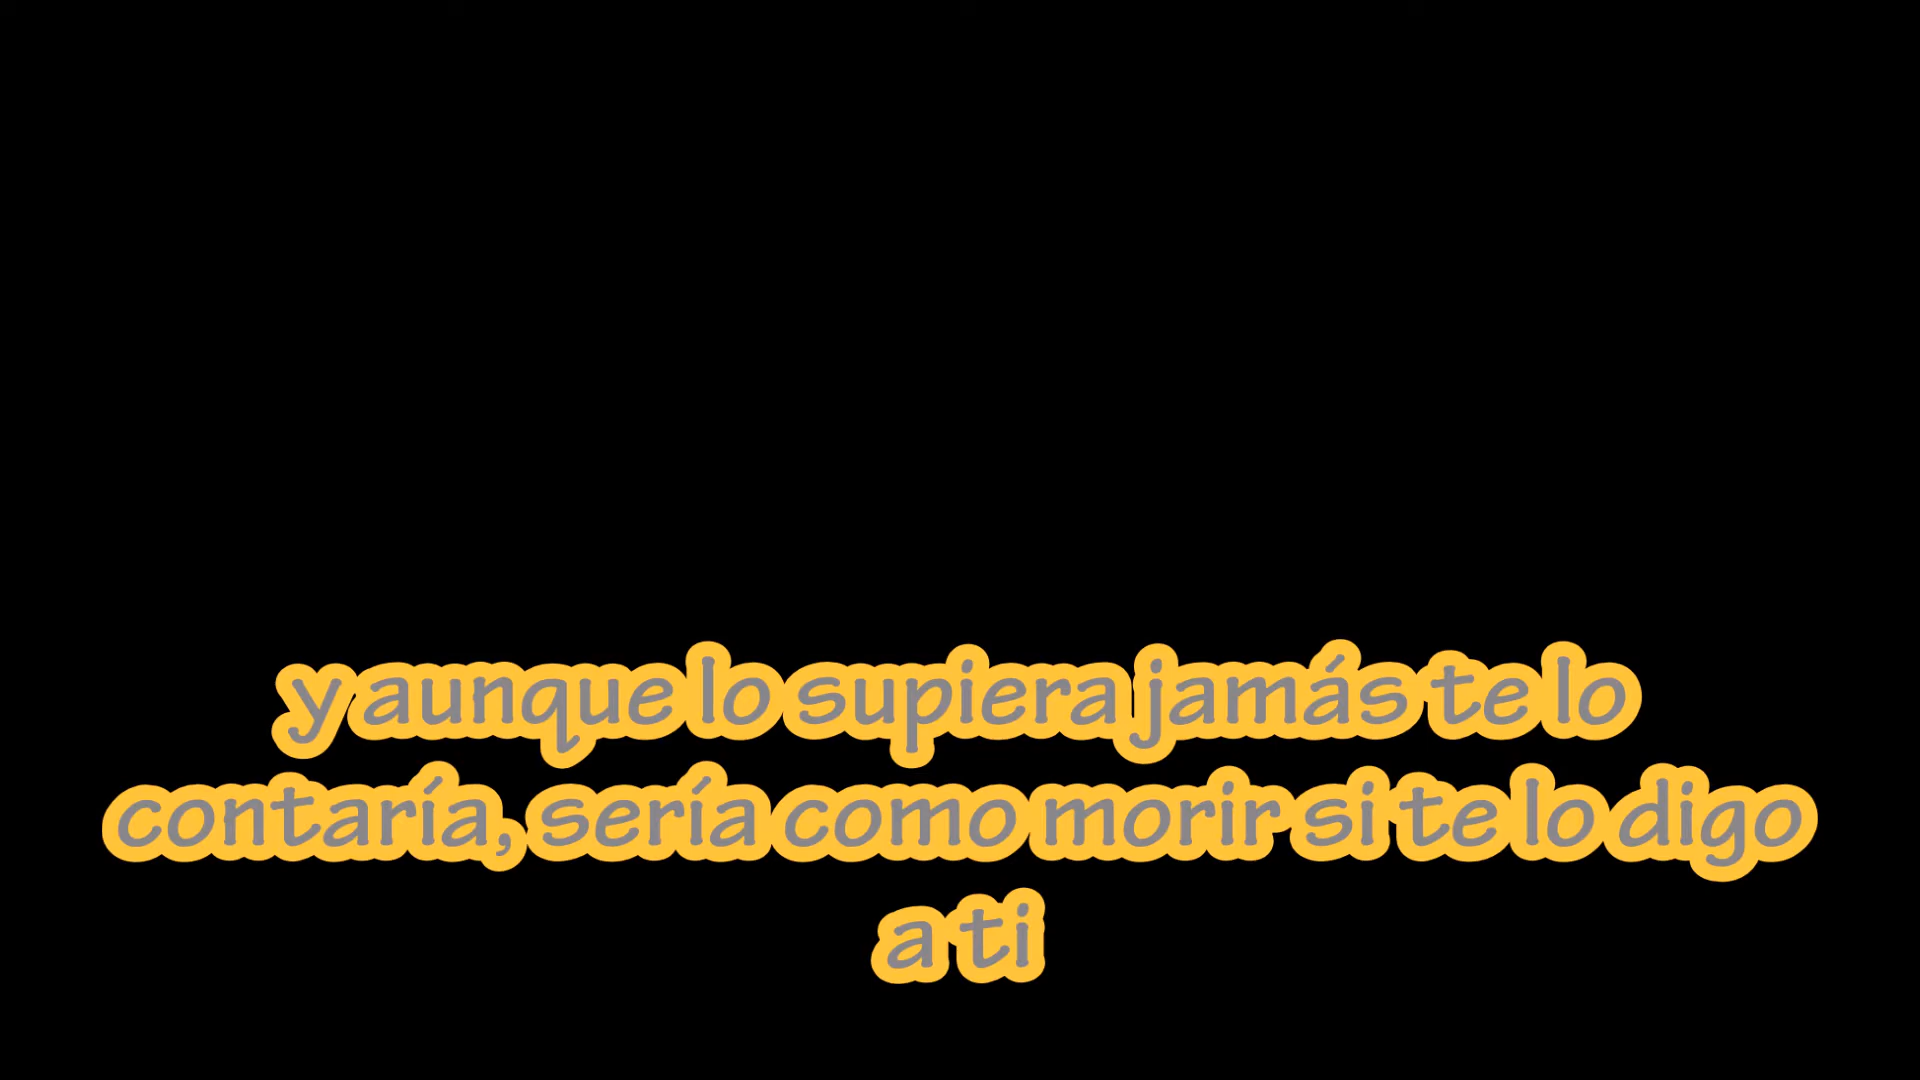 y aunque lo supiera jamás te lo
contaría, sería como morir si te lo digo
a ti